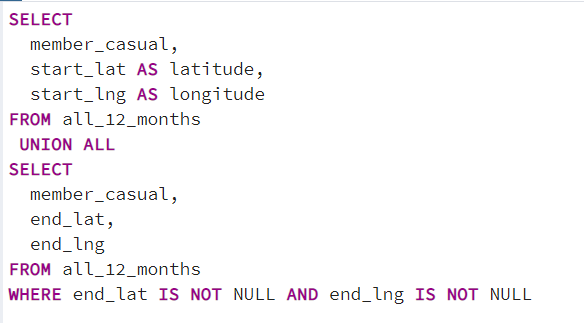 SELECT
  member_casual,
  start_lat AS latitude,
  start_lng AS longitude
FROM all_12_months
 UNION ALL
SELECT
  member_casual,
  end_lat,
  end_lng
FROM all_12_months
WHERE end_lat IS NOT NULL AND end_lng IS NOT NULL